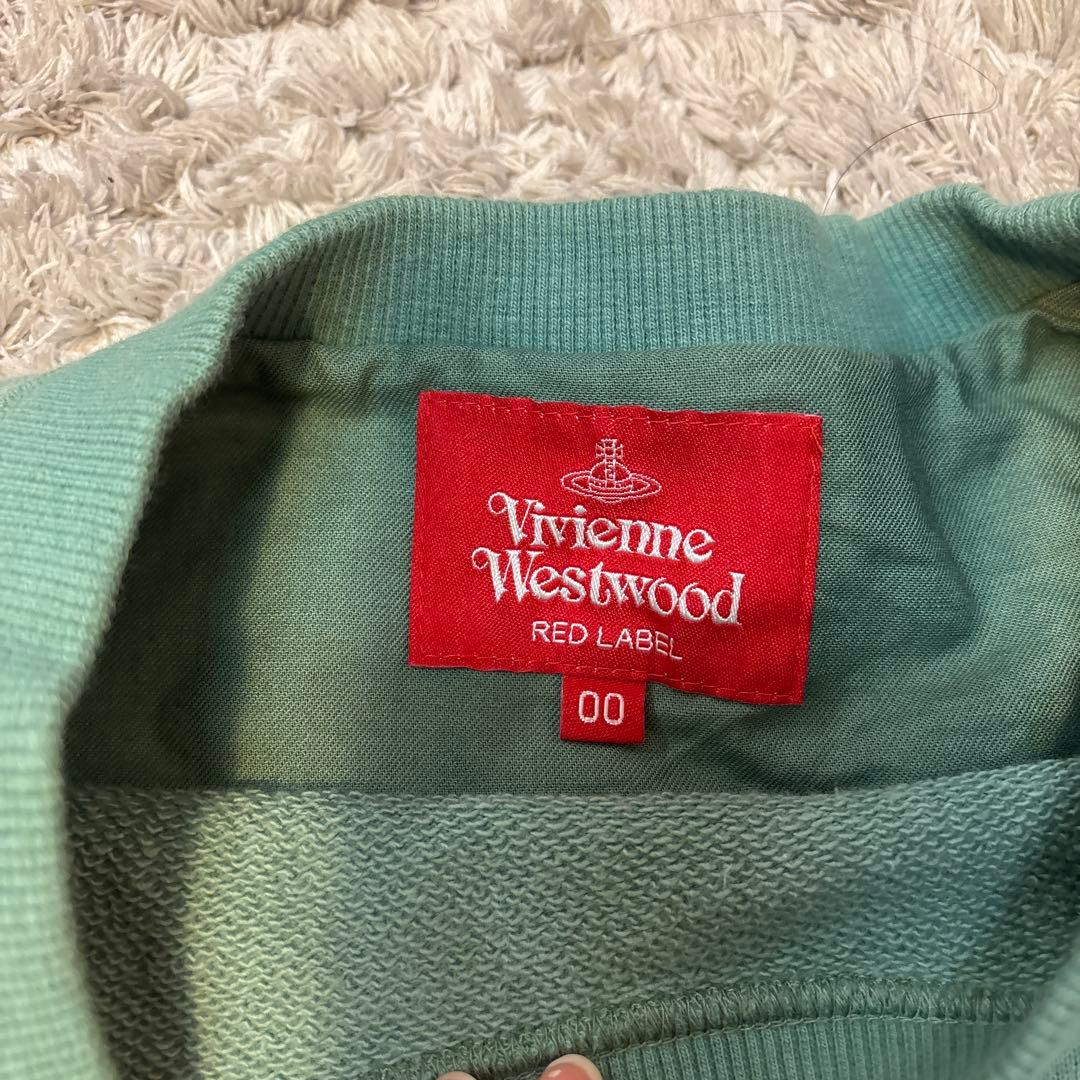 Vivienne
Westwood
RED LABEL
00